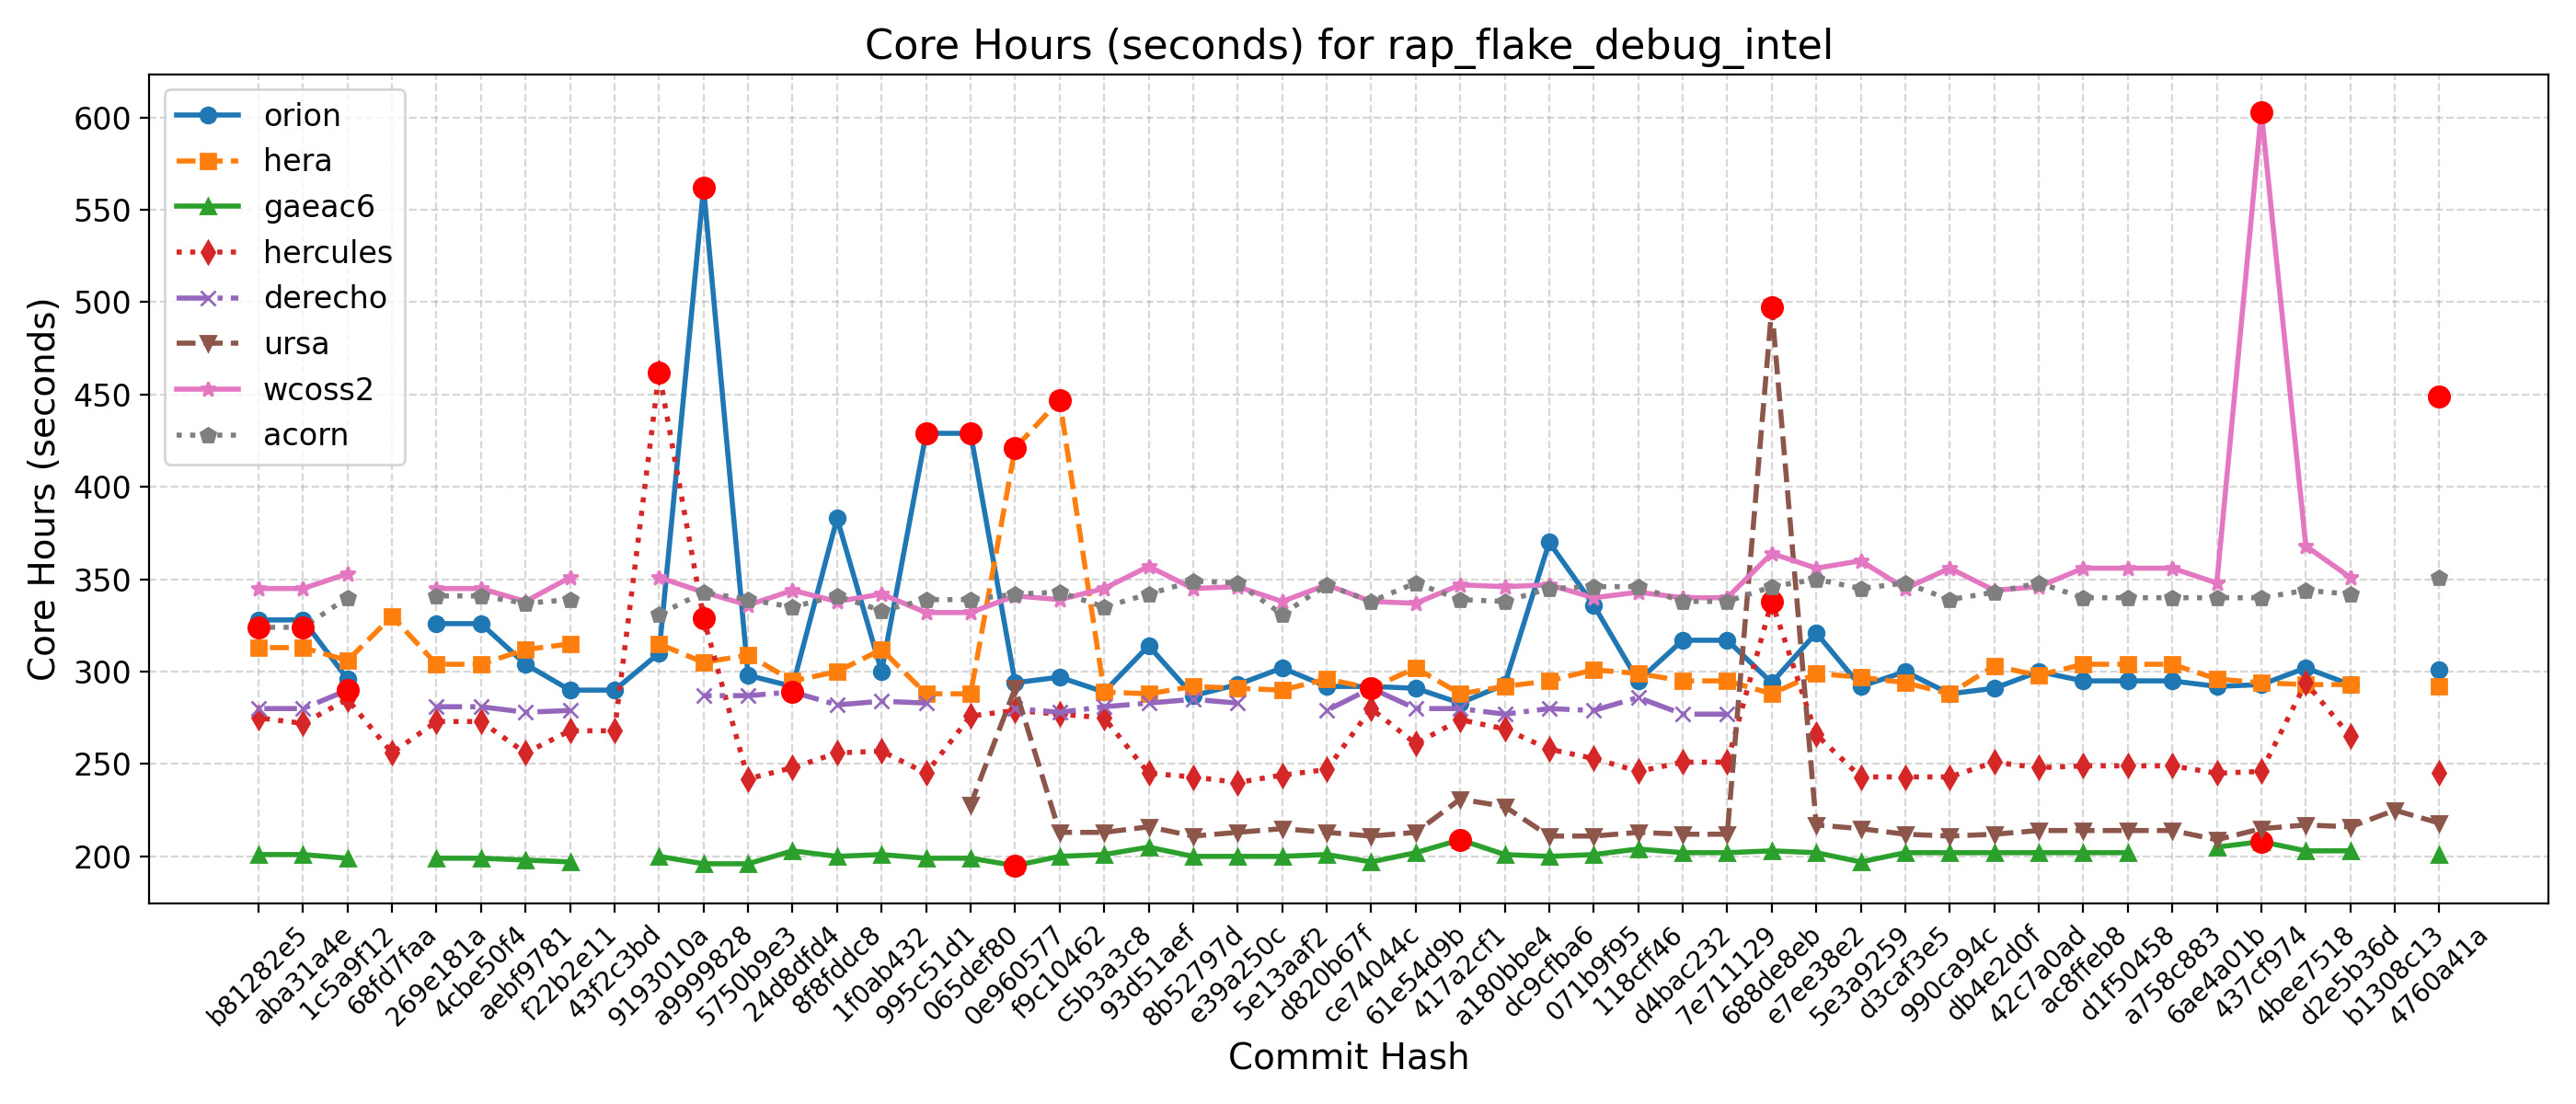 Core Hours (seconds) for rap_flake_debug_intel
Core Hours (seconds)
600
550
500
450
400
350
300
250
200
orion
hera
gaeac6
hercules
derecho
ursa
wcoss2
acorn
b81282e5
aba31a4e
1c5a9f12
68fd7faa
269e181a
4cbe50f4
aebf9781
f22b2e11
43f2c3bd
9193010a
a9999828
5750b9e3
24d8dfd4
8f8fddc8
1f0ab432
995c51d1
065def80
0e960577
f9c10462
c5b3a3c8
93d51aef
8b52797d
e39a250c
5e13aaf2
d820b67f
ce74044c
61e54d9b
417a2cf1
a180bbe4
dc9cfba6
071b9f95
118cff46
d4bac232
7e711129
688de8eb
e7ee38e2
5e3a9259
d3caf3e5
990ca94c
db4e2d0f
42c7a0ad
ac8ffeb8
d1f50458
a758c883
6ae4a01b
437cf974
4bee7518
d2e5b36d
b1308c13
4760a41a
Commit Hash